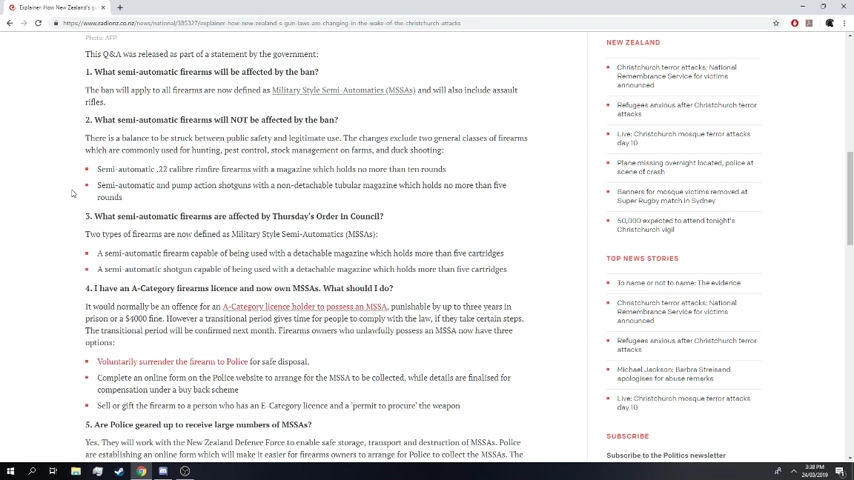 Explainer: How New Zealand's g
https://www.radionz.co.nz/news/national/385327/explainer-how-new-zealand-s-gun-laws-are-changing-in-the-wake-of-the-christchurch-attacks
Photo: AFP
This Q&A was released as part of a statement by the government:
1. What semi-automatic firearms will be affected by the ban?
The ban will apply to all firearms are now defined as Military Style Semi-Automatics (MSSAs) and will also include assault
rifles.
2. What semi-automatic firearms will NOT be affected by the ban?
There is a balance to be struck between public safety and legitimate use. The changes exclude two general classes of firearms
which are commonly used for hunting, pest control, stock management on farms, and duck shooting:
Semi-automatic .22 calibre rimfire firearms with a magazine which holds no more than ten rounds
Semi-automatic and pump action shotguns with a non-detachable tubular magazine which holds no more than five
rounds
3. What semi-automatic firearms are affected by Thursday's Order in Council?
Two types of firearms are now defined as Military Style Semi-Automatics (MSSAs):
A semi-automatic firearm capable of being used with a detachable magazine which holds more than five cartridges
A semi-automatic shotgun capable of being used with a detachable magazine which holds more than five cartridges
4. I have an A-Category firearms licence and now own MSSAs. What should I do?
It would normally be an offence for an A-Category licence holder to possess an MSSA, punishable by up to three years in
prison or a $4000 fine. However a transitional period gives time for people to comply with the law, if they take certain steps.
The transitional period will be confirmed next month. Firearms owners who unlawfully possess an MSSA now have three
options:
Voluntarily surrender the firearm to Police for safe disposal.
Complete an online form on the Police website to arrange for the MSSA to be collected, while details are finalised for
compensation under a buy back scheme
Sell or gift the firearm to a person who has an E-Category licence and a 'permit to procure' the weapon
5. Are Police geared up to receive large numbers of MSSAs?
Yes. They will work with the New Zealand Defence Force to enable safe storage, transport and destruction of MSSAs. Police
are establishing an online form which will make it easier for firearms owners to arrange for Police to collect the MSSAs. The
NEW ZEALAND
Christchurch terror attacks: National
Remembrance Service for victims
announced
Refugees anxious after Christchurch terror
attacks
Live: Christchurch mosque terror attacks
day 10
Plane missing overnight located, police at
scene of crash
Banners for mosque victims removed at
Super Rugby match in Sydney
50,000 expected to attend tonight's
Christchurch vigil
TOP NEWS STORIES
To name or not to name: The evidence
Christchurch terror attacks: National
Remembrance Service for victims
announced
Refugees anxious after Christchurch terror
attacks
Michael Jackson: Barbra Streisand
apologises for abuse remarks
Live: Christchurch mosque terror attacks
day 10
SUBSCRIBE
Subscribe to the Politics newsletter
3:38 PM
24/03/2019